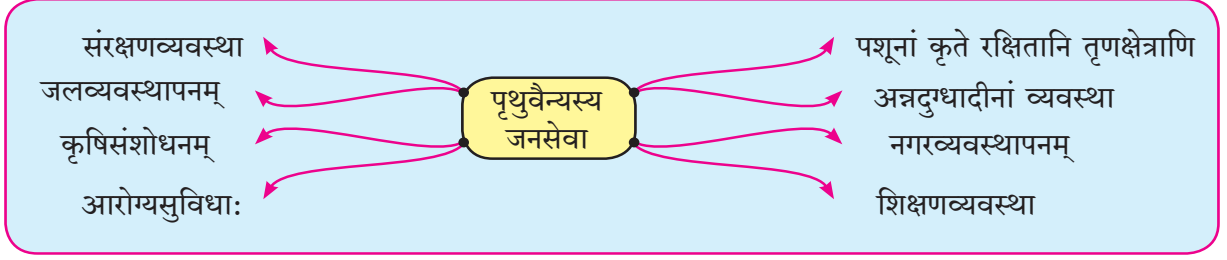 संरक्षणव्यवस्था
जलव्यवस्थापनम्
कृषिसंशोधनम्
आरोग्यसुविधाः
पृथुवैन्यस्य
जनसेवा
पशूनां कृते रक्षितानि तृणक्षेत्राणि
अन्नदुग्धादीनां व्यवस्था
नगरव्यवस्थापनम्
शिक्षणव्यवस्था